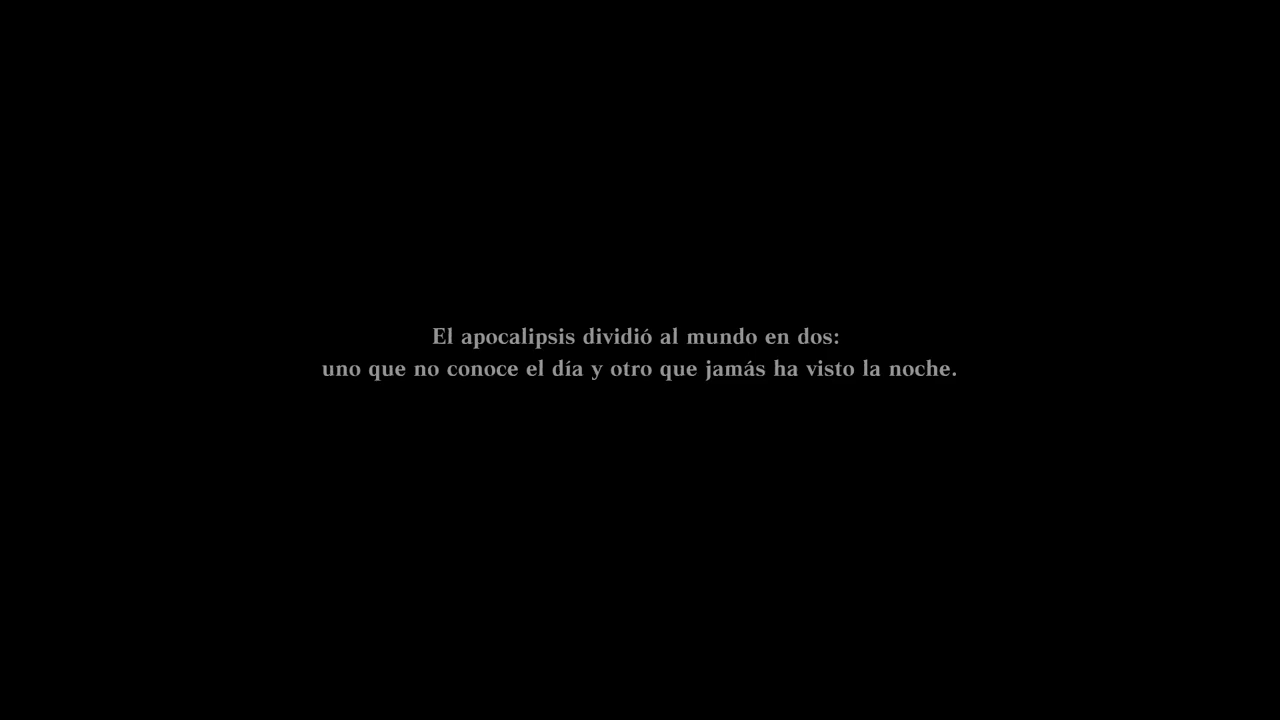 El apocalipsis dividió al mundo en dos:
uno que no conoce el día y otro que jamás ha visto la noche.